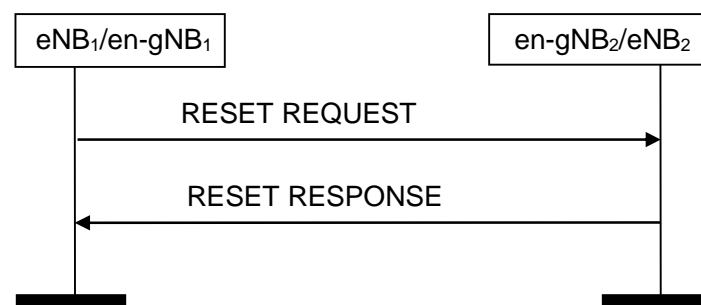 eNB₁/en-gNB₁
en-gNB₂/eNB₂
RESET REQUEST
RESET RESPONSE